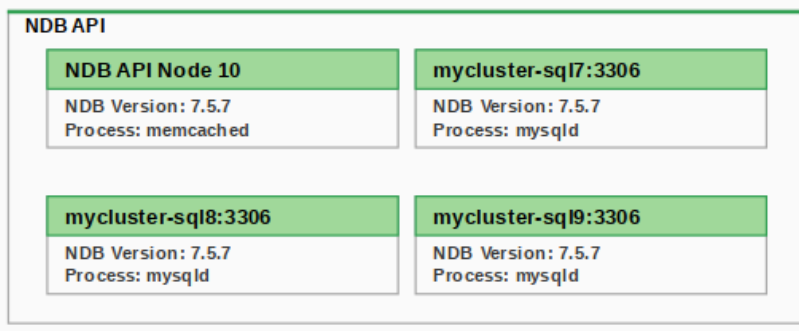 NDB API
NDB API Node 10
NDB Version: 7.5.7
Process: memcached
mycluster-sql7:3306
NDB Version: 7.5.7
Process: mysqld
mycluster-sql8:3306
NDB Version: 7.5.7
Process: mysqld
mycluster-sql9:3306
NDB Version: 7.5.7
Process: mysqld